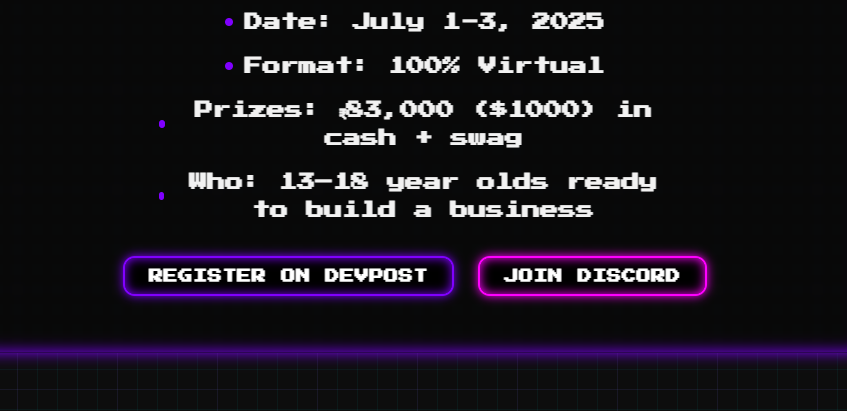 Date: July 1-3, 2025
Format: 100% Virtual
Prizes: ₹83,000 ($1000) in
cash + swag
Who: 13-18 year olds ready
to build a business
REGISTER ON DEVPOST
JOIN DISCORD